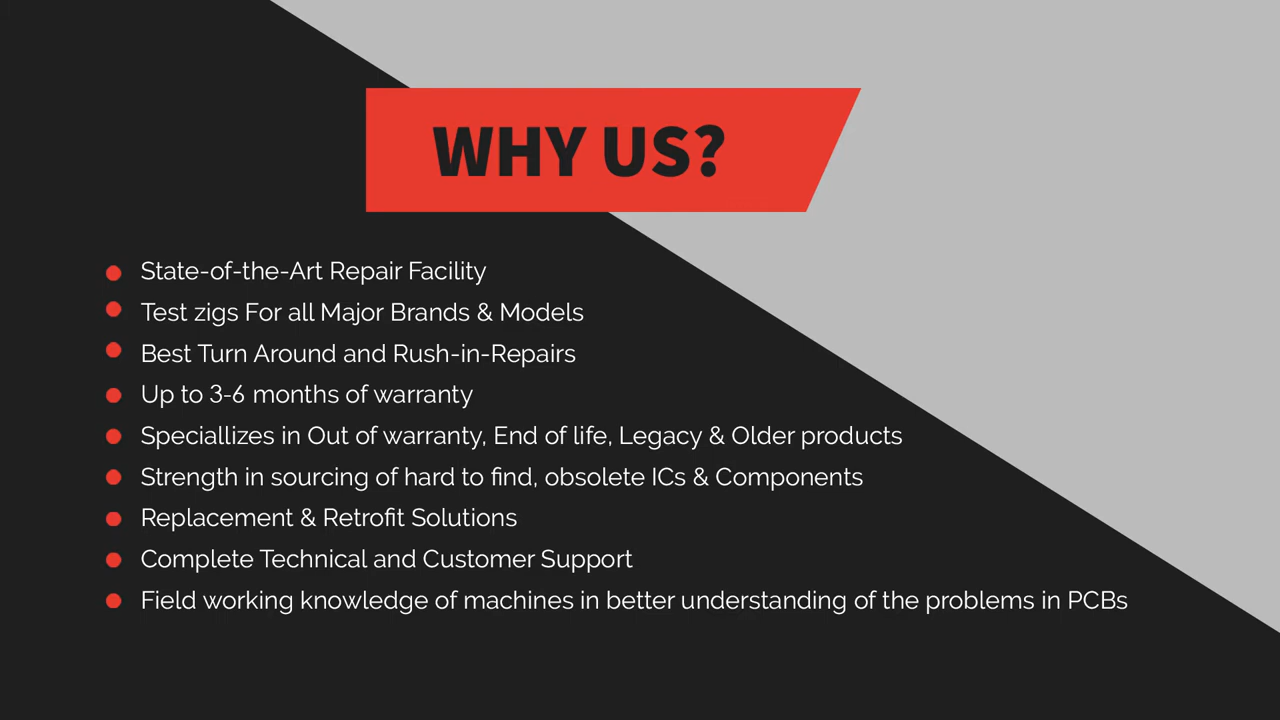 WHY US?
State-of-the-Art Repair Facility
Test zigs For all Major Brands & Models
Best Turn Around and Rush-in-Repairs
Up to 3-6 months of warranty
Speciallizes in Out of warranty, End of life, Legacy & Older products
Strength in sourcing of hard to find, obsolete ICs & Components
Replacement & Retrofit Solutions
Complete Technical and Customer Support
Field working knowledge of machines in better understanding of the problems in PCBs